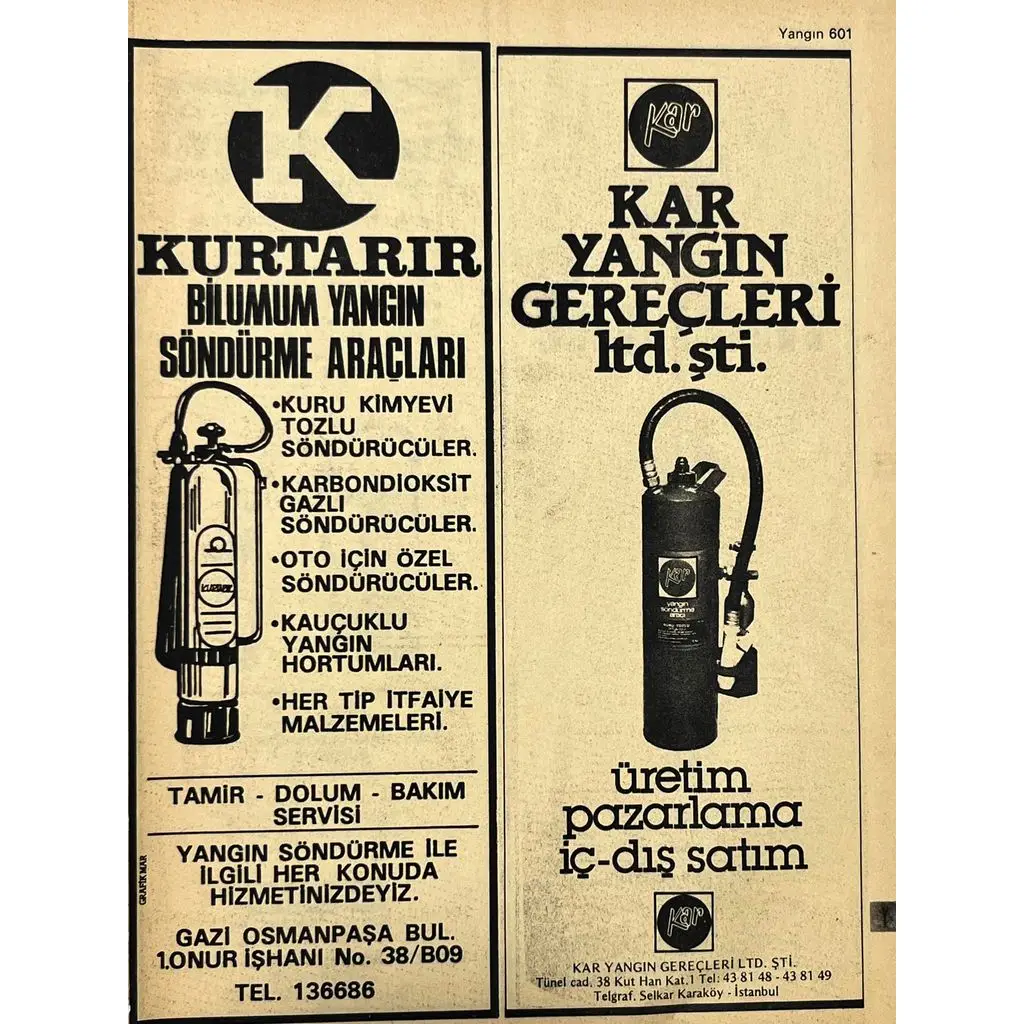 Yangın 601
K
KURTARIR
BİLUMUM YANGIN
SÖNDÜRME ARAÇLARI
•KURU KİMYEVİ
TOZLU
SÖNDÜRÜCÜLER.
•KARBONDİOKSİT
GAZLI
SÖNDÜRÜCÜLER.
•OTO İÇİN ÖZEL
SÖNDÜRÜCÜLER.
•KAUÇUKLU
YANGIN
HORTUMLARI.
•HER TİP İTFAİYE
MALZEMELERİ.
TAMİR - DOLUM - BAKIM
SERVİSİ
YANGIN SÖNDÜRME İLE
İLGİLİ HER KONUDA
HİZMETİNİZDEYİZ.
GRAFİK MAR
GAZİ OSMANPAŞA BUL.
1.ONUR İŞHANI No. 38/B09
TEL. 136686
Kar
KAR
YANGIN
GEREÇLERİ
ltd. şti.
Kar
yangın
söndürme
aracı
üretim
pazarlama
iç-dış satım
Kar
KAR YANGIN GEREÇLERİ LTD. ŞTİ.
Tünel cad. 38 Kut Han Kat.1 Tel: 43 81 48 - 43 81 49
Telgraf. Selkar Karaköy - İstanbul